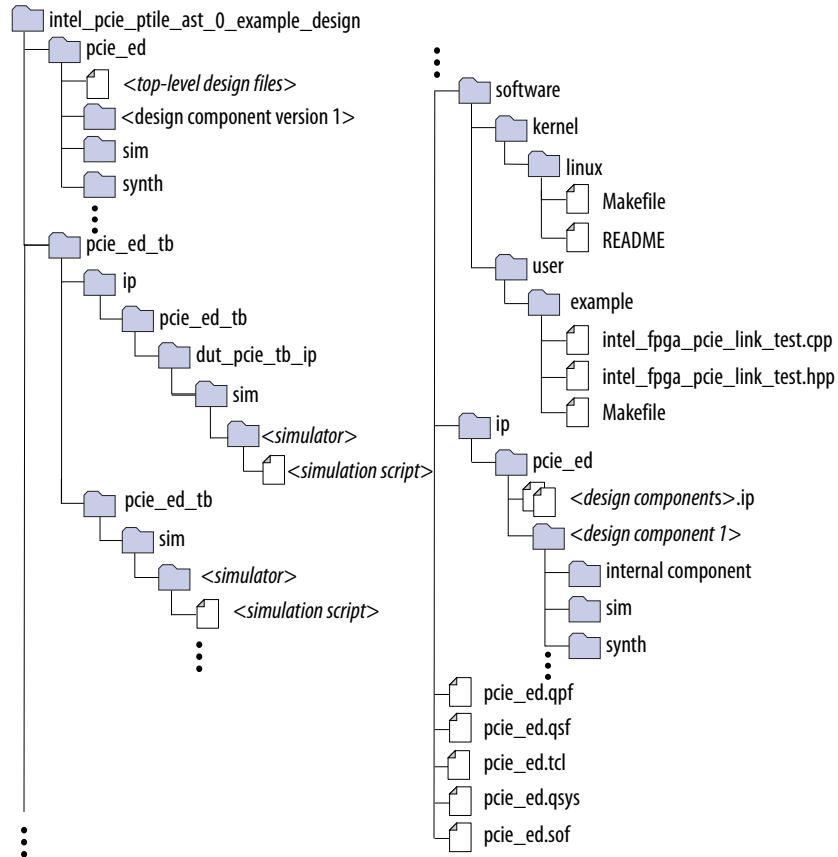 intel_pcie_ptile_ast_0_example_design
pcie_ed
<top-level design files>
<design component version 1>
sim
synth
pcie_ed_tb
ip
pcie_ed_tb
dut_pcie_tb_ip
sim
<simulator>
<simulation script>
pcie_ed_tb
sim
<simulator>
<simulation script>
software
kernel
linux
Makefile
README
user
example
intel_fpga_pcie_link_test.cpp
intel_fpga_pcie_link_test.hpp
Makefile
ip
pcie_ed
<design components>.ip
<design component 1>
internal component
sim
synth
pcie_ed.qpf
pcie_ed.qsf
pcie_ed.tcl
pcie_ed.qsys
pcie_ed.sof